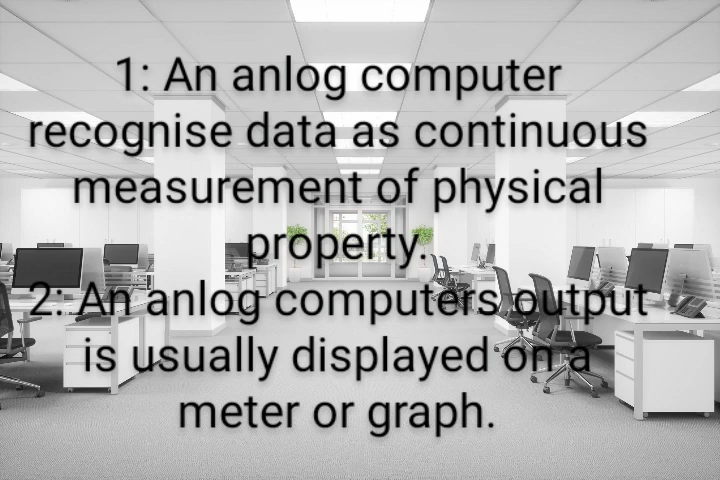 1: An anlog computer
recognise data as continuous
measurement of physical
property.
2: An anlog computers output
is usually displayed on a
meter or graph.